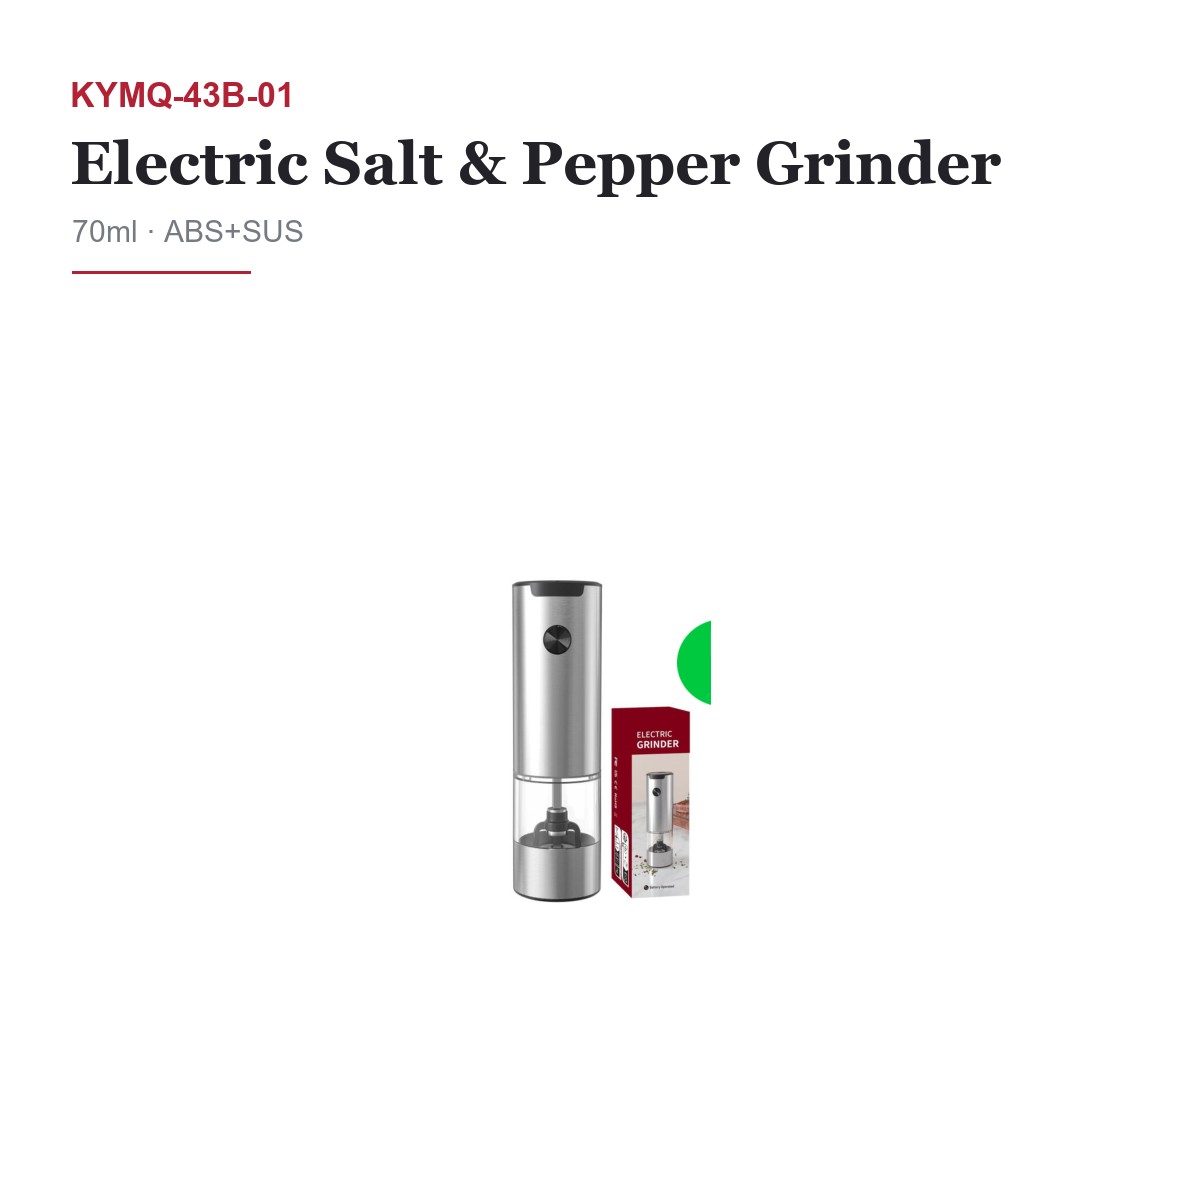 KYMQ-43B-01
Electric Salt & Pepper Grinder
70ml · ABS+SUS
ELECTRIC
GRINDER